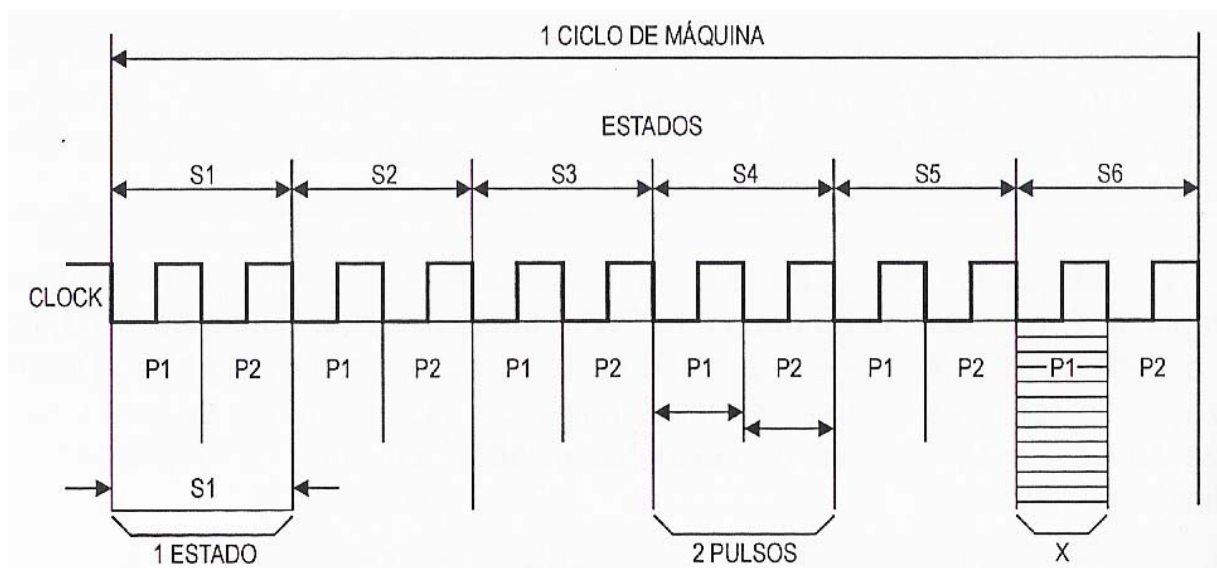 1 CICLO DE MÁQUINA
ESTADOS
S1 S2 S3 S4 S5 S6
CLOCK
P1 P2 P1 P2 P1 P2 P1 P2 P1 P2 P1 P2
S1
1 ESTADO 2 PULSOS X